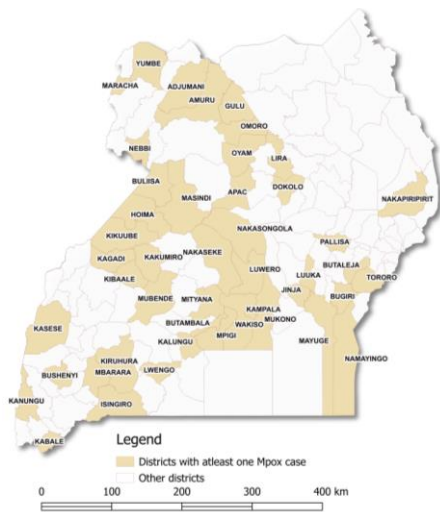 YUMBE
MARACHA
ADJUMANI
AMURU
GULU
OMORO
NEBBI
OYAM
LIRA
BULIISA
APAC
DOKOLO
MASINDI
NAKAPIRIPIRIT
HOIMA
NAKASONGOLA
KIKUUBE
PALLISA
KAGADI
KAKUMIRO
NAKASEKE
LUWERO
BUTALEJA
KIBAALE
LUUKA
TORORO
JINJA
MUBENDE
MITYANA
BUGIRI
KAMPALA
KASESE
BUTAMBALA
WAKISO
MUKONO
MPIGI
KALUNGU
MAYUGE
NAMAYINGO
KIRUHURA
MBARARA
LWENGO
BUSHENYI
KANUNGU
ISINGIRO
KABALE
Legend
Districts with atleast one Mpox case
Other districts
0 100 200 300 400 km